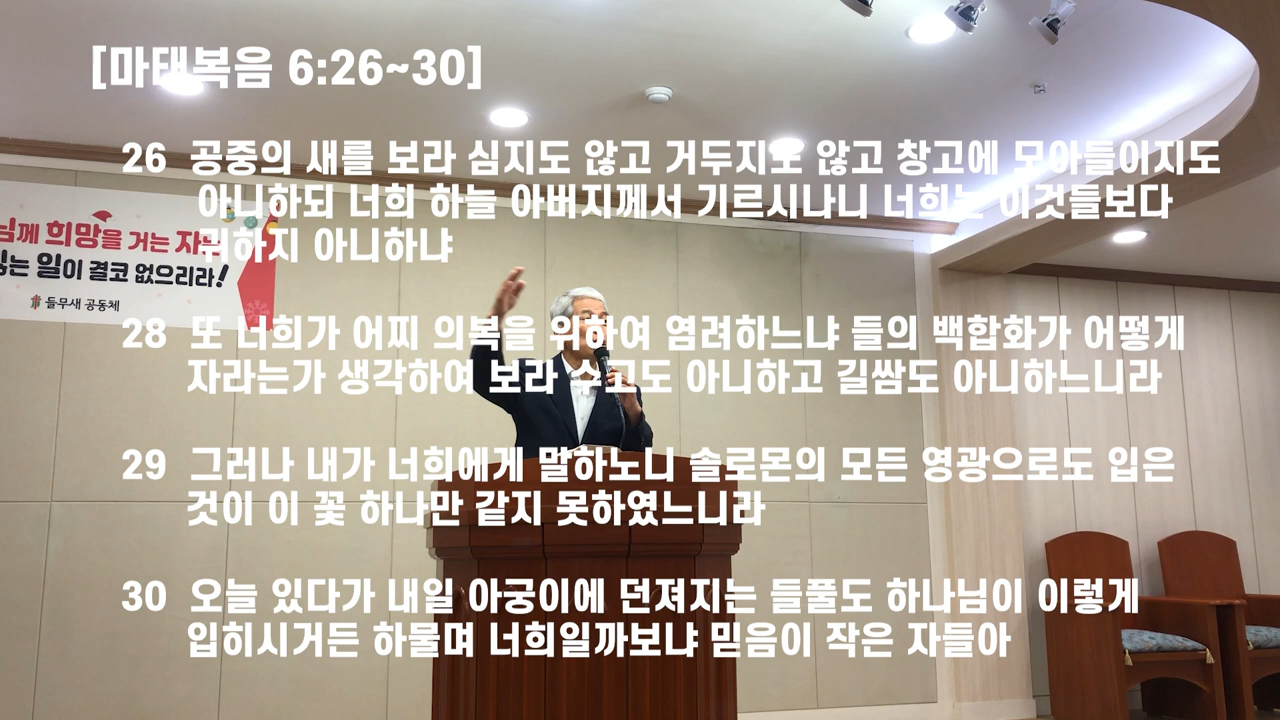 [마태복음 6:26~30]
26 공중의 새를 보라 심지도 않고 거두지도 않고 창고에 모아들이지도
아니하되 너희 하늘 아버지께서 기르시나니 너희는 이것들보다
귀하지 아니하냐
님께 희망을 거는 자는
는 일이 결코 없으리라!
들무새 공동체
28 또 너희가 어찌 의복을 위하여 염려하느냐 들의 백합화가 어떻게
자라는가 생각하여 보라 수고도 아니하고 길쌈도 아니하느니라
29 그러나 내가 너희에게 말하노니 솔로몬의 모든 영광으로도 입은
것이 이 꽃 하나만 같지 못하였느니라
30 오늘 있다가 내일 아궁이에 던져지는 들풀도 하나님이 이렇게
입히시거든 하물며 너희일까보냐 믿음이 작은 자들아